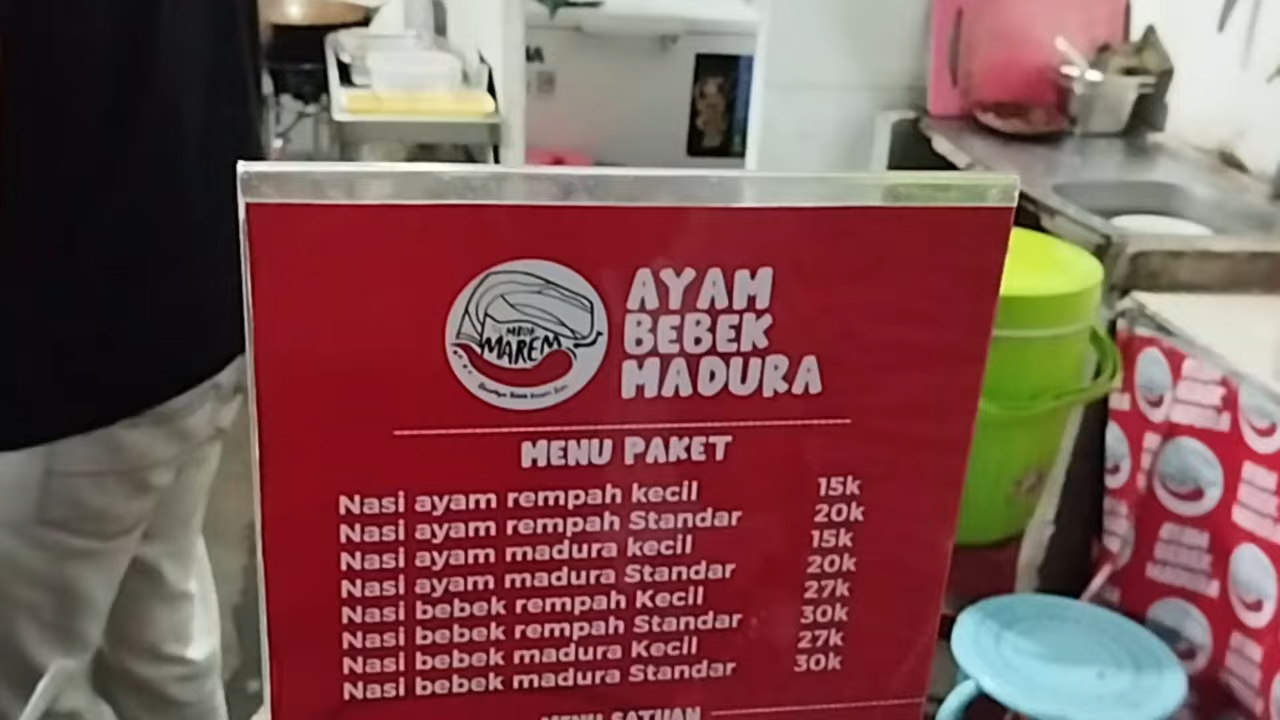 MBOK
MAREM
AYAM
BEBEK
MADURA
MENU PAKET
Nasi ayam rempah kecil 15k
Nasi ayam rempah Standar 20k
Nasi ayam madura kecil 15k
Nasi ayam madura Standar 20k
Nasi bebek rempah Kecil 27k
Nasi bebek rempah Standar 30k
Nasi bebek madura Kecil 27k
Nasi bebek madura Standar 30k
MENU SATUAN